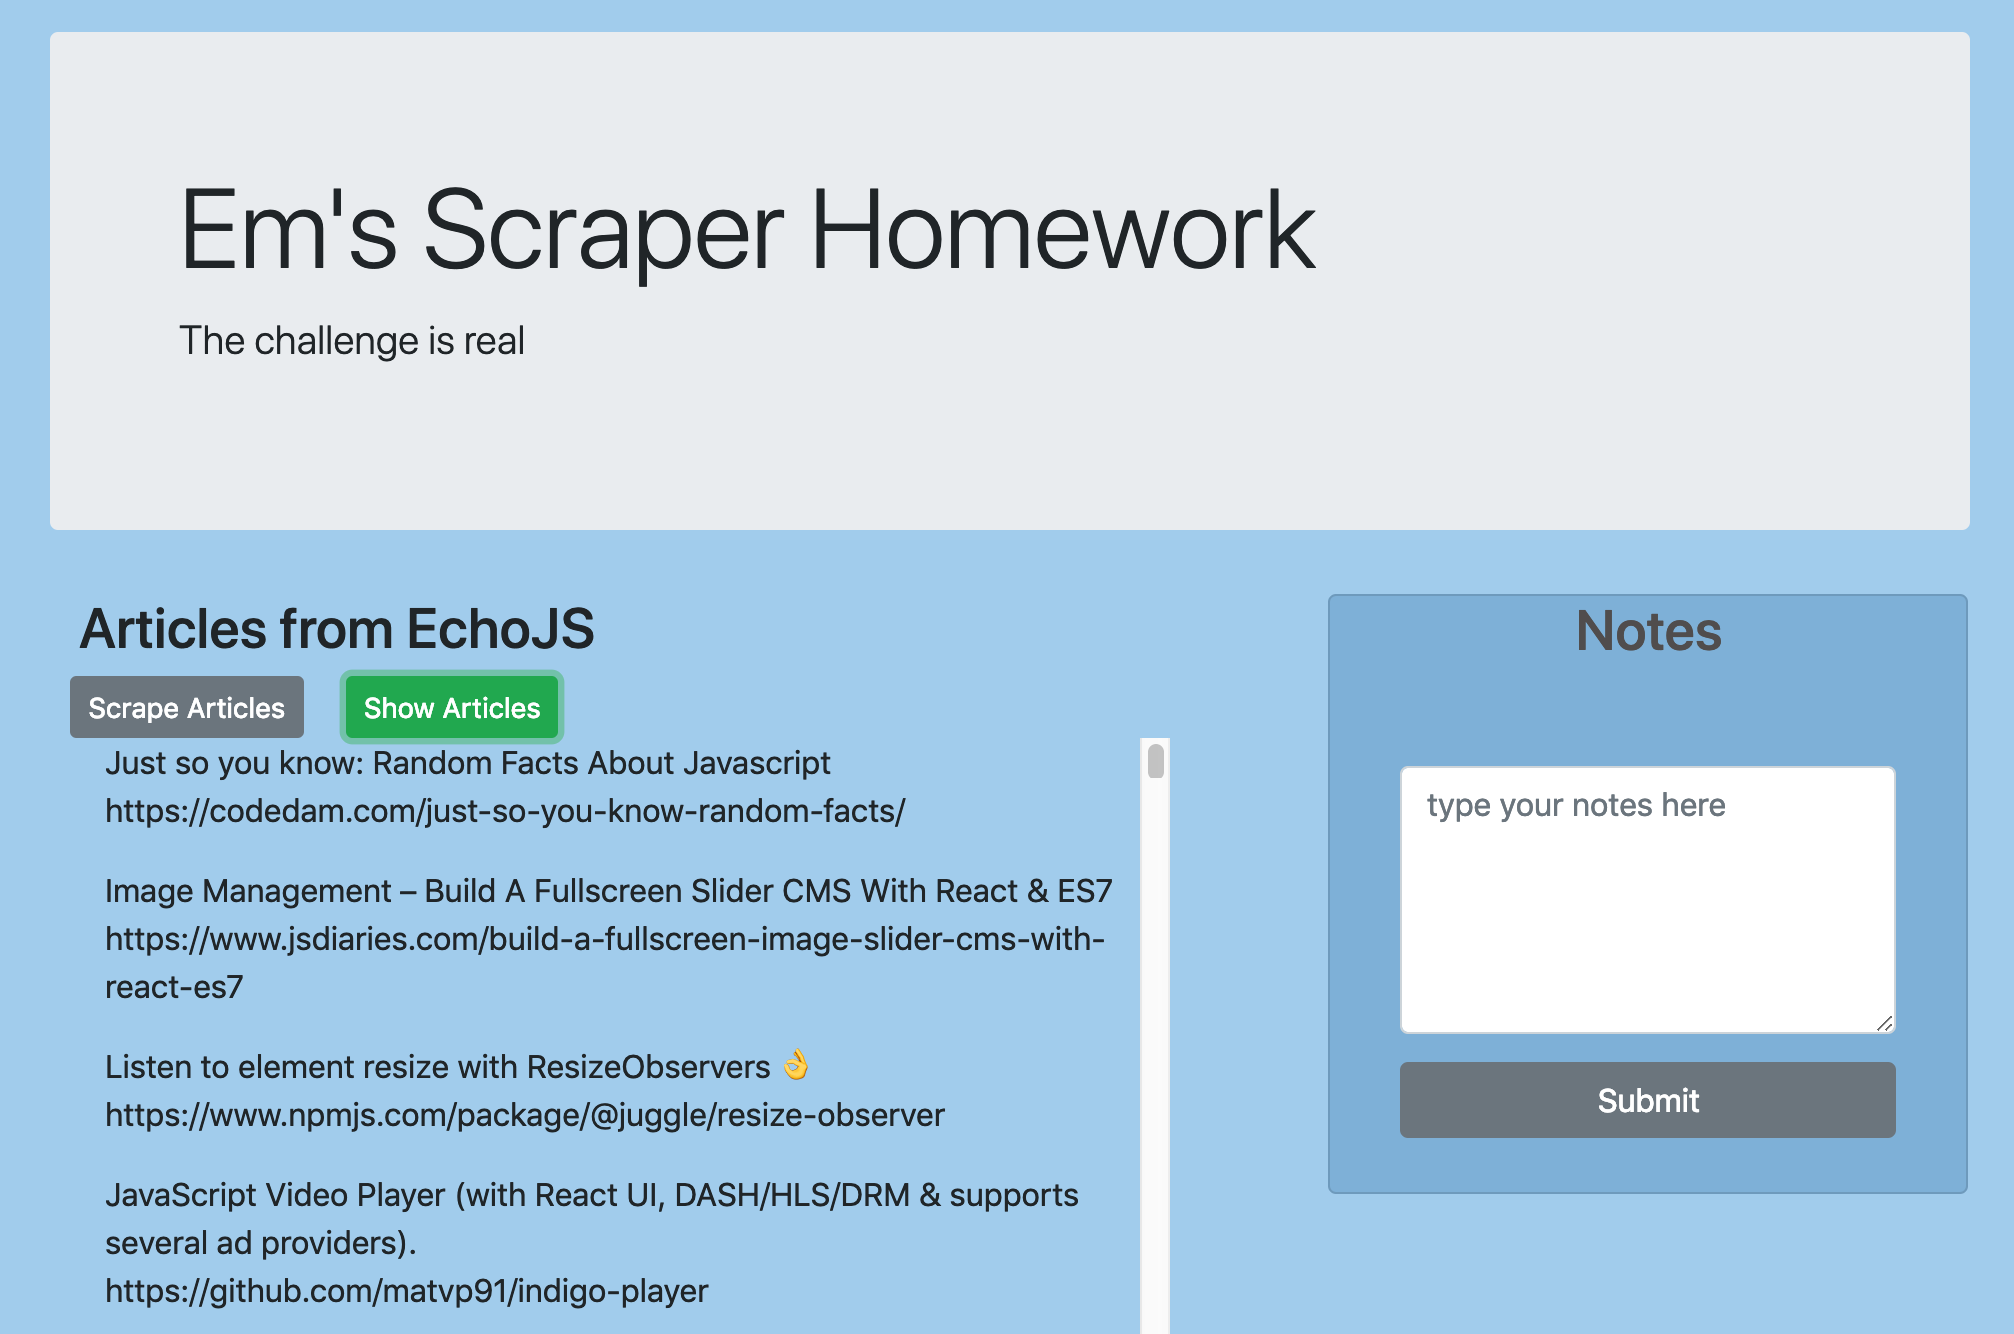 Em's Scraper Homework
The challenge is real
Articles from EchoJS
Scrape Articles
Show Articles
Just so you know: Random Facts About Javascript
https://codedam.com/just-so-you-know-random-facts/
Image Management – Build A Fullscreen Slider CMS With React & ES7
https://www.jsdiaries.com/build-a-fullscreen-image-slider-cms-with-
react-es7
Listen to element resize with ResizeObservers 👌
https://www.npmjs.com/package/@juggle/resize-observer
JavaScript Video Player (with React UI, DASH/HLS/DRM & supports
several ad providers).
https://github.com/matvp91/indigo-player
Notes
type your notes here
Submit